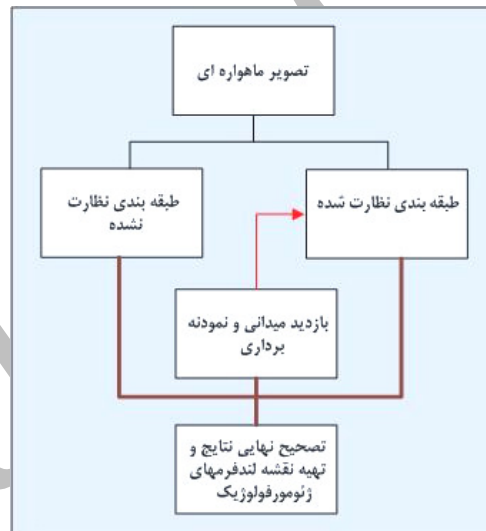 تصویر ماهواره ای
طبقه بندی نظارت شده
طبقه بندی نظارت
نشده
بازدید میدانی و نمودنه
برداری
تصحیح نهایی نتایج و
تهیه نقشه لندفرمهای
ژئومورفولوژیک